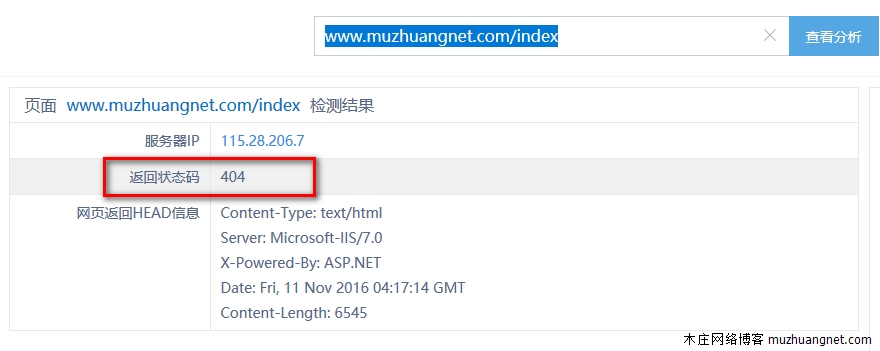 www.muzhuangnet.com/index
查看分析
页面 www.muzhuangnet.com/index 检测结果
服务器IP 115.28.206.7
返回状态码 404
网页返回HEAD信息 Content-Type: text/html
Server: Microsoft-IIS/7.0
X-Powered-By: ASP.NET
Date: Fri, 11 Nov 2016 04:17:14 GMT
Content-Length: 6545
木庄网络博客 muzhuangnet.com